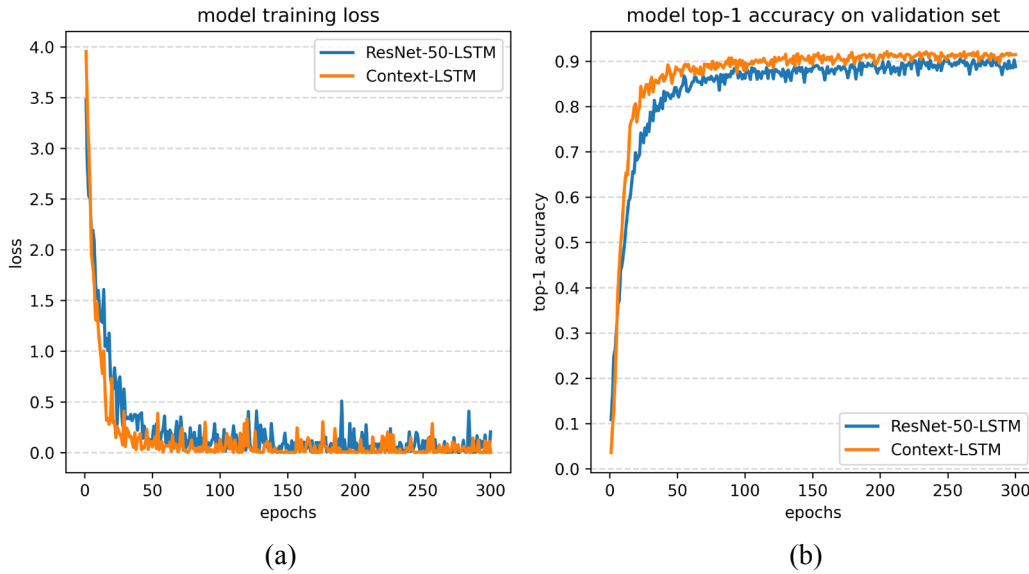 model training loss
4.0
3.5
3.0
2.5
2.0
1.5
1.0
0.5
0.0
loss
0 50 100 150 200 250 300
epochs
ResNet-50-LSTM
Context-LSTM
(a)
model top-1 accuracy on validation set
0.9
0.8
0.7
0.6
0.5
0.4
0.3
0.2
0.1
0.0
top-1 accuracy
0 50 100 150 200 250 300
epochs
ResNet-50-LSTM
Context-LSTM
(b)